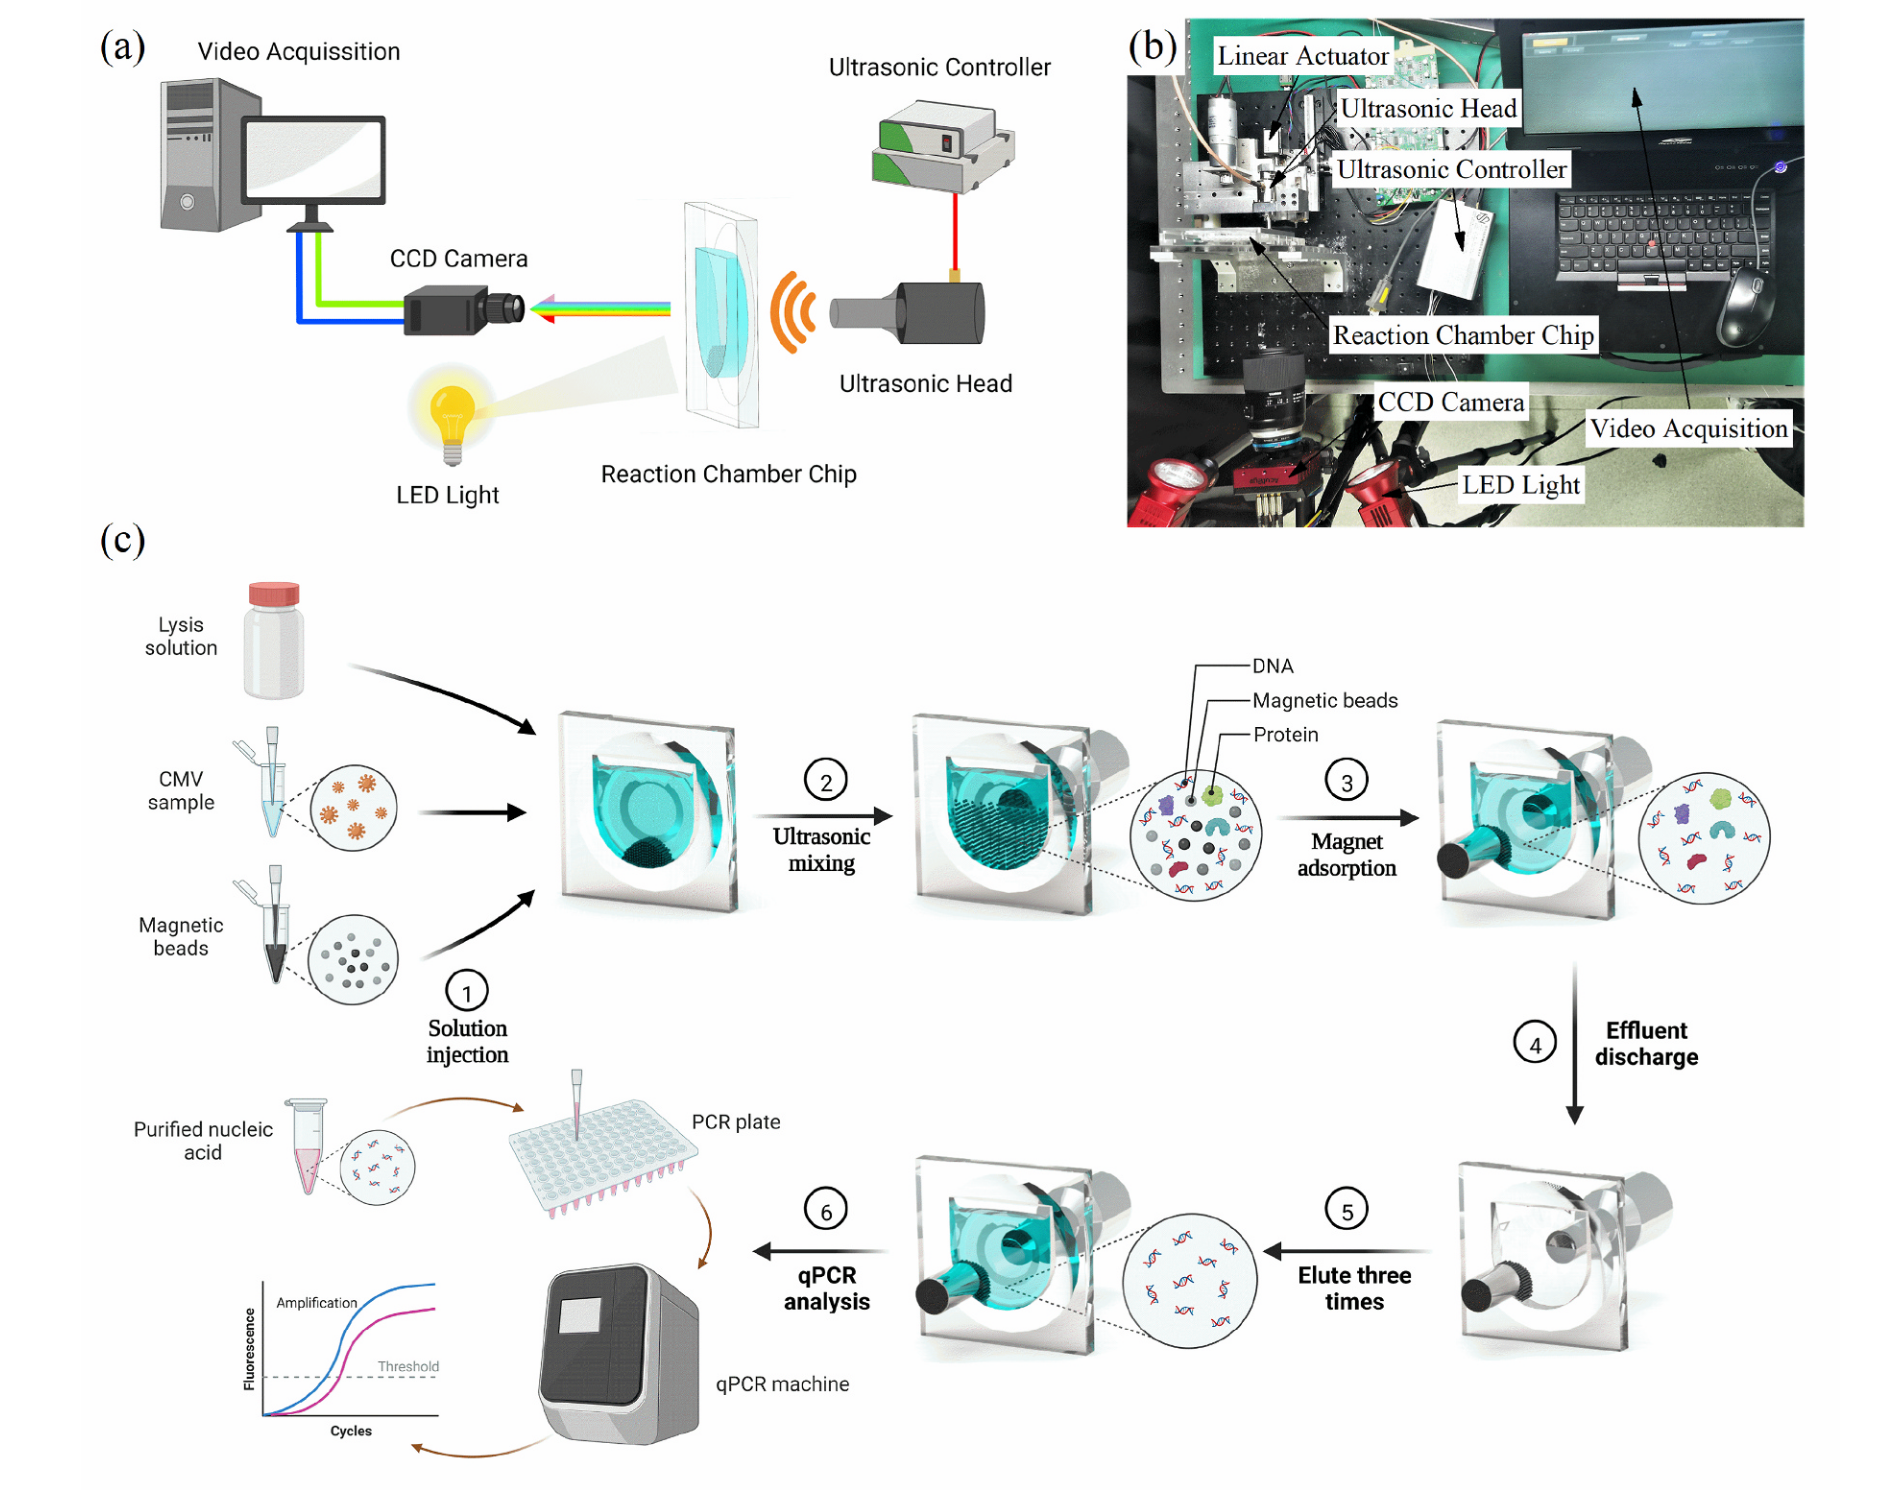 (a)
Video Acquissition
Ultrasonic Controller
CCD Camera
Ultrasonic Head
LED Light
Reaction Chamber Chip
(b)
Linear Actuator
Ultrasonic Head
Ultrasonic Controller
Reaction Chamber Chip
CCD Camera
Video Acquisition
LED Light
(c)
Lysis
solution
CMV
sample
Magnetic
beads
1
Solution
injection
2
Ultrasonic
mixing
DNA
Magnetic beads
Protein
3
Magnet
adsorption
4
Effluent
discharge
5
Elute three
times
6
qPCR
analysis
Purified nucleic
acid
PCR plate
qPCR machine
Fluorescence
Amplification
Threshold
Cycles